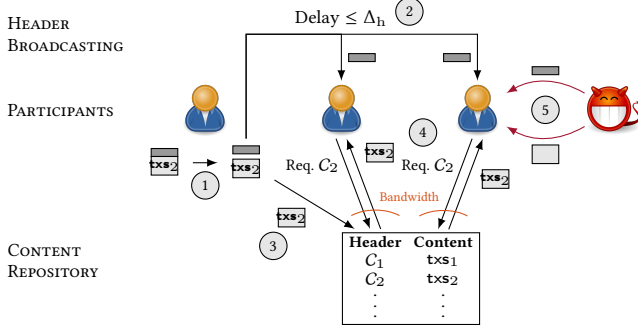 HEADER
BROADCASTING
Delay ≤ Δh
2
PARTICIPANTS
5
4
txs2
1
txs2
Req. C2
txs2
Req. C2
txs2
Bandwidth
txs2
3
CONTENT
REPOSITORY
Header Content
C1 txs1
C2 txs2
. .
. .
. .